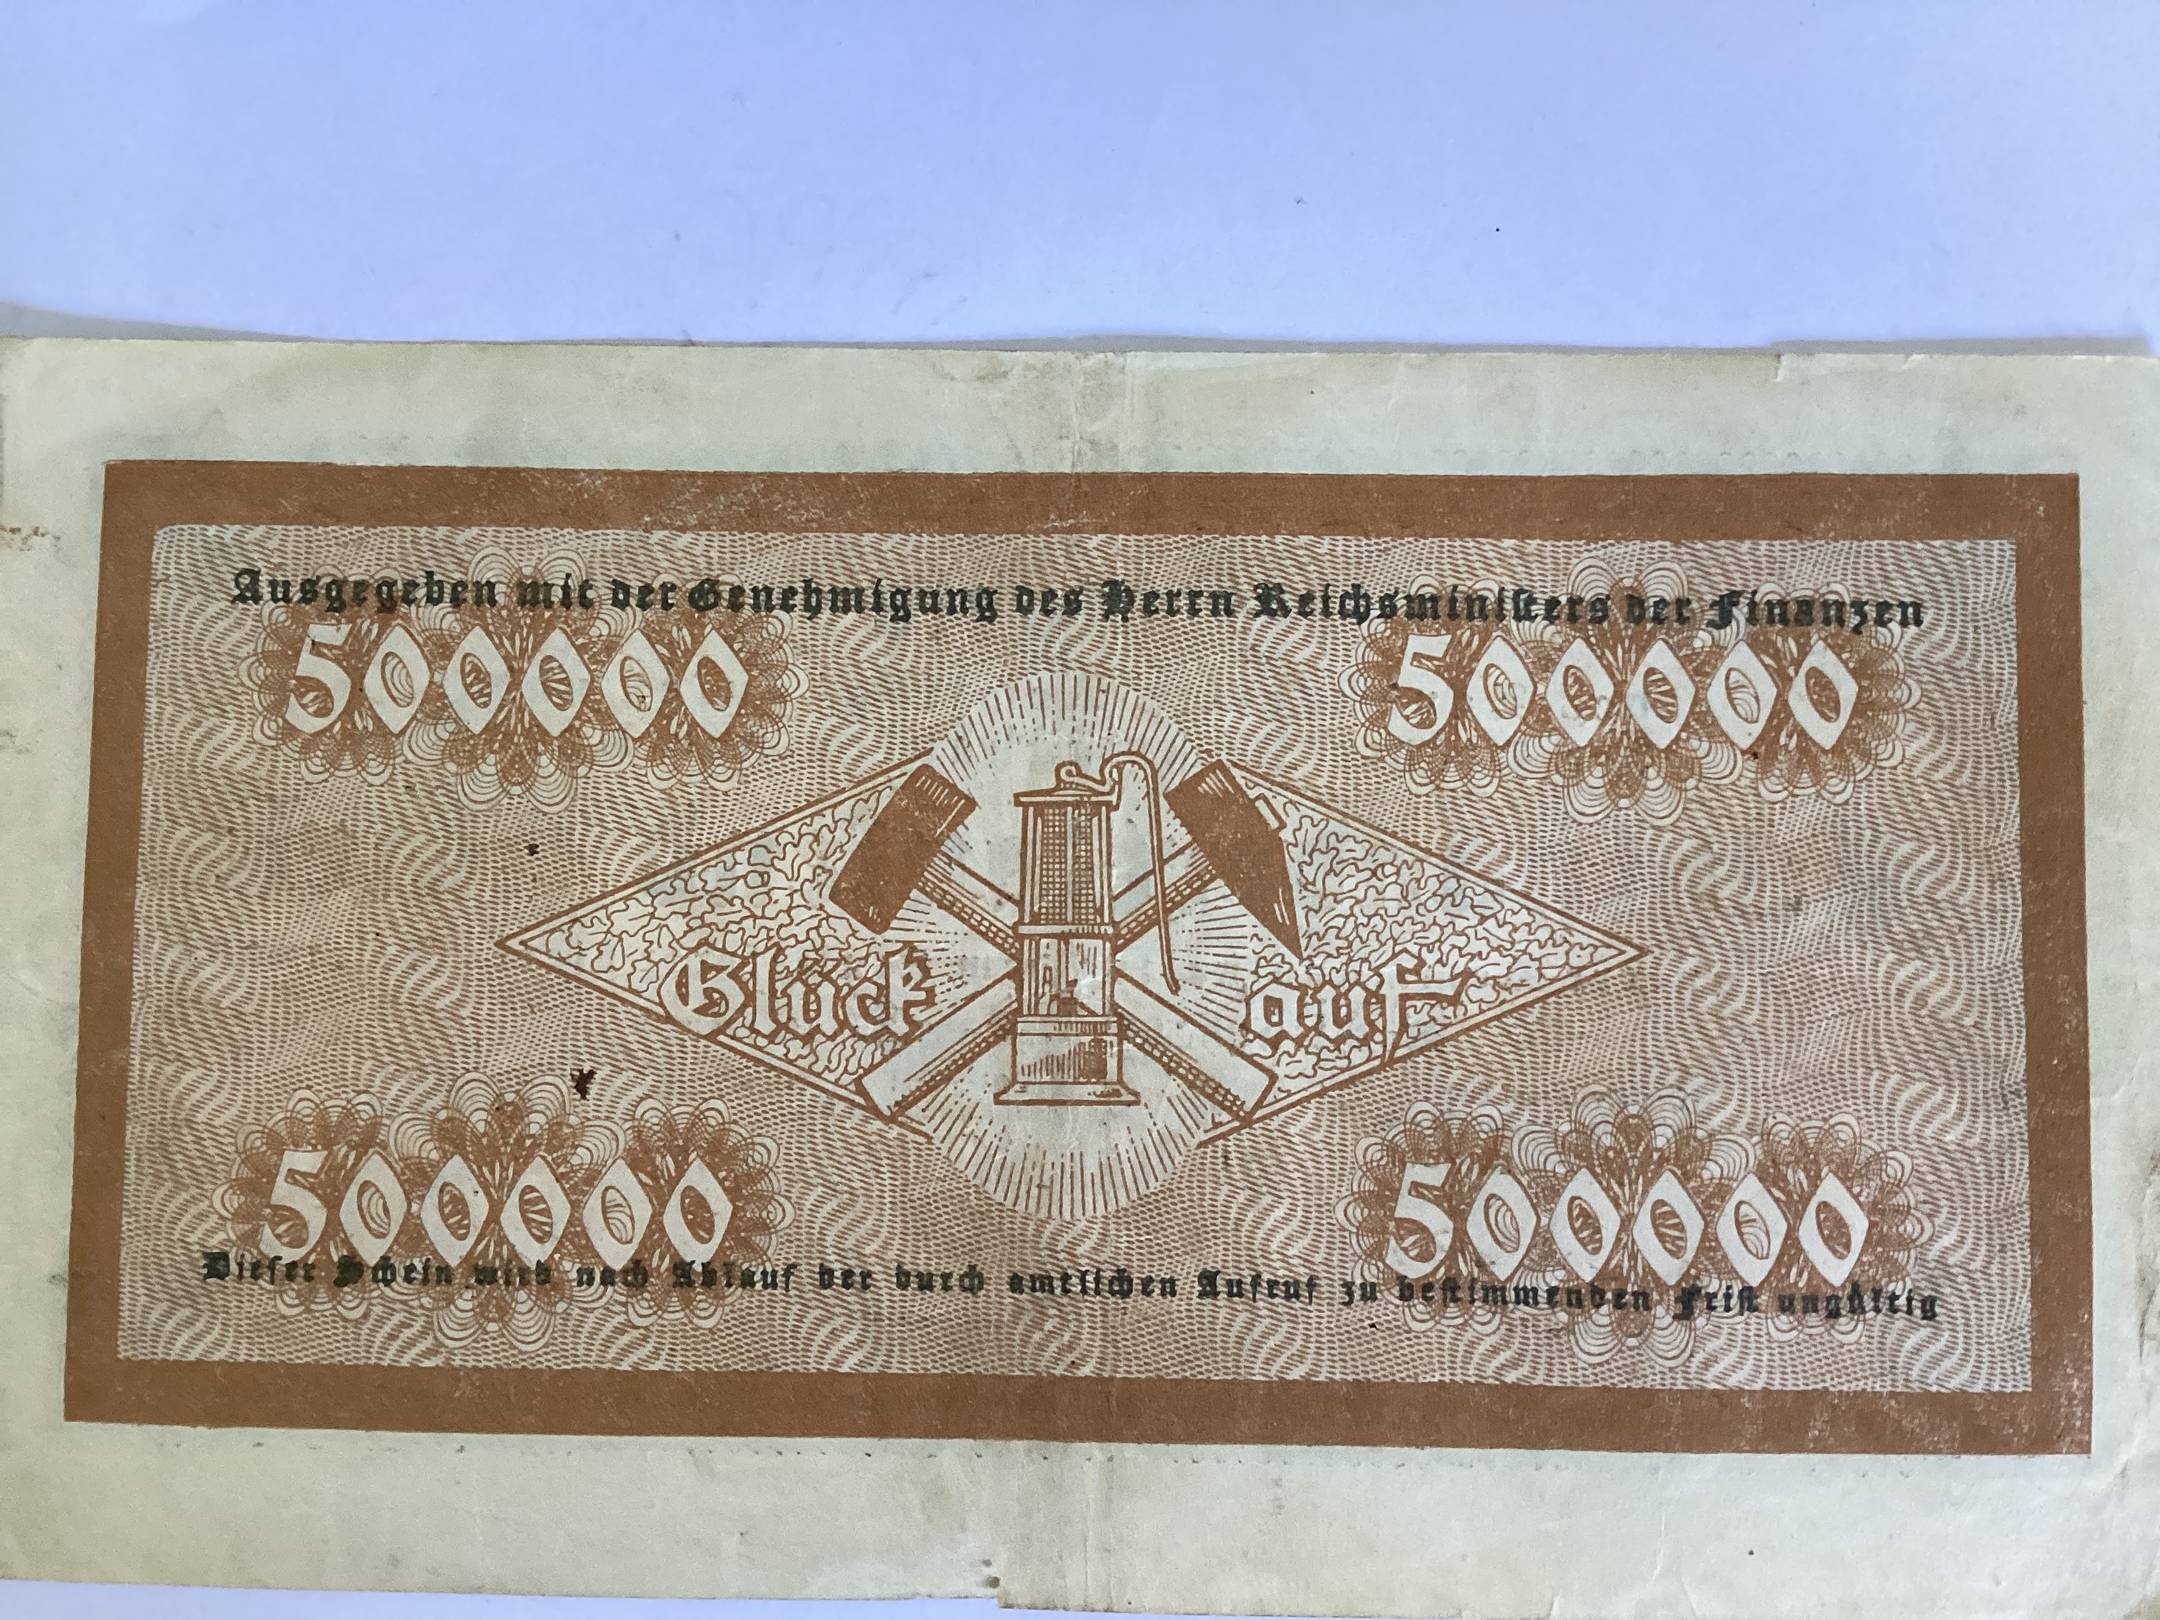 Ausgegeben mit der Genehmigung des Herrn Reichsministers der Finanzen
500000 500000
Glück auf
500000 500000
Dieser Schein wird nach Ablauf der durch amtlichen Aufruf zu bestimmenden Frist ungültig